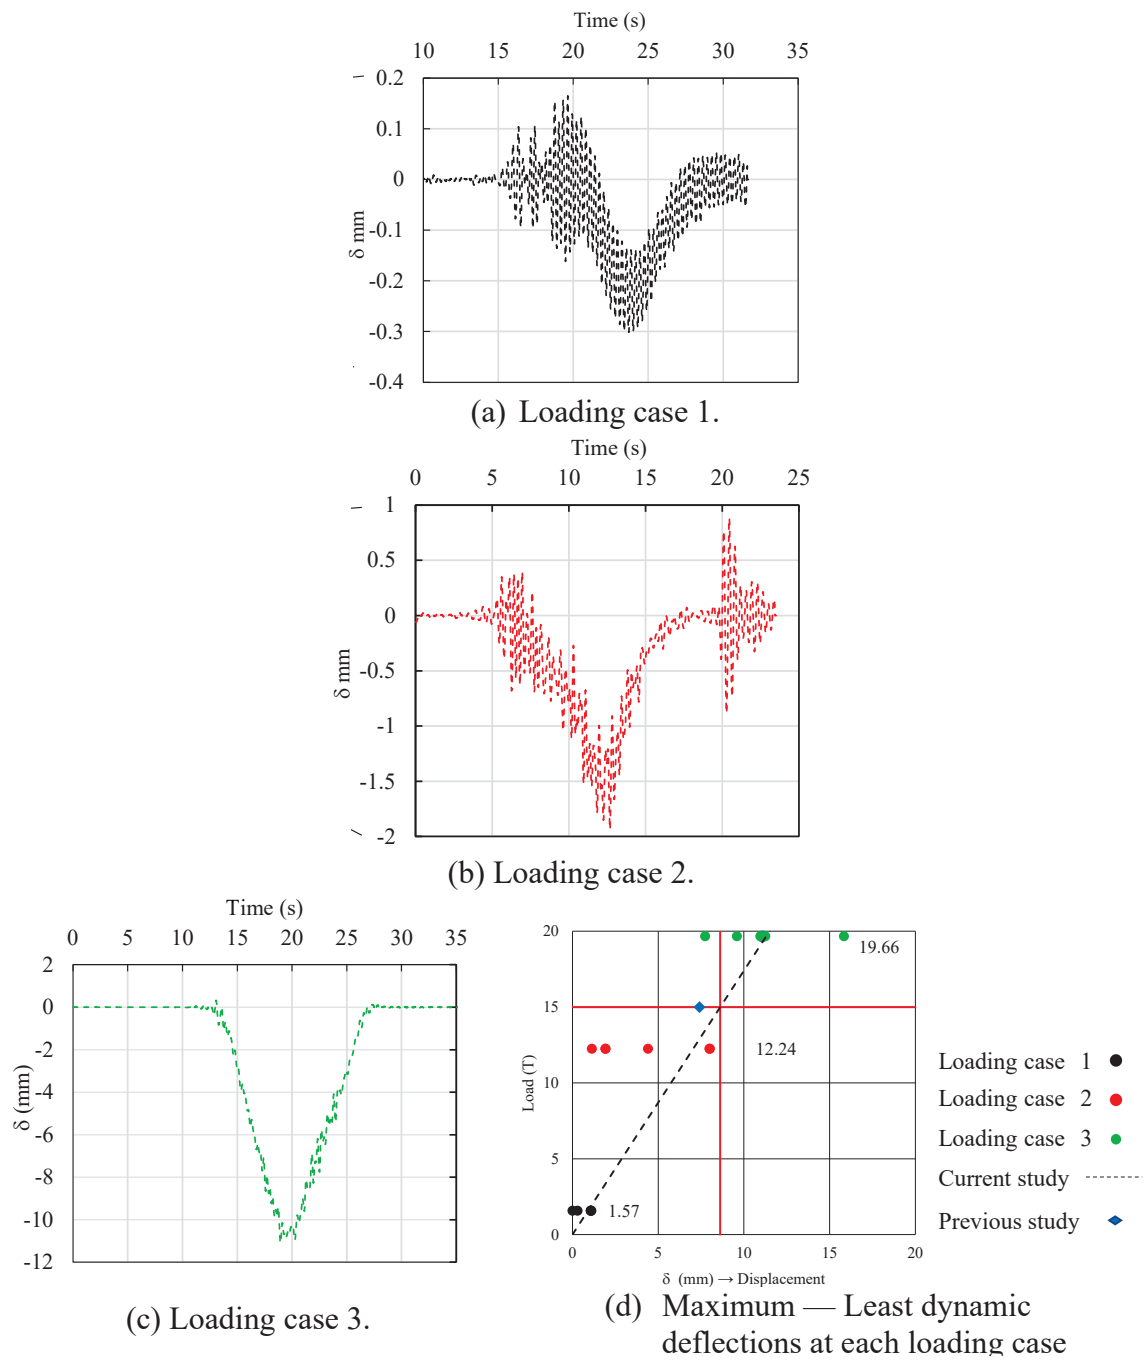 Time (s)
10 15 20 25 30 35
0.2
0.1
0
-0.1
-0.2
-0.3
-0.4
δ mm
(a) Loading case 1.
Time (s)
0 5 10 15 20 25
1
0.5
0
-0.5
-1
-1.5
-2
δ mm
(b) Loading case 2.
Time (s)
0 5 10 15 20 25 30 35
2
0
-2
-4
-6
-8
-10
-12
δ (mm)
(c) Loading case 3.
20
15
10
5
0
Load (T)
19.66
12.24
1.57
0 5 10 15 20
δ (mm) → Displacement
Loading case 1
Loading case 2
Loading case 3
Current study
Previous study
(d) Maximum — Least dynamic
deflections at each loading case